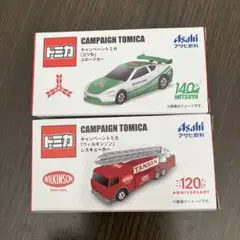 トミカ
CAMPAIGN TOMICA
キャンペーントミカ
「三ツ矢」
スポーツカー
Asahi
アサヒ飲料
140th
MITSUYA
トミカ
CAMPAIGN TOMICA
キャンペーントミカ
「ウィルキンソン」
レスキューカー
Asahi
アサヒ飲料
WILKINSON
TANSAN
120
ANNIVERSARY